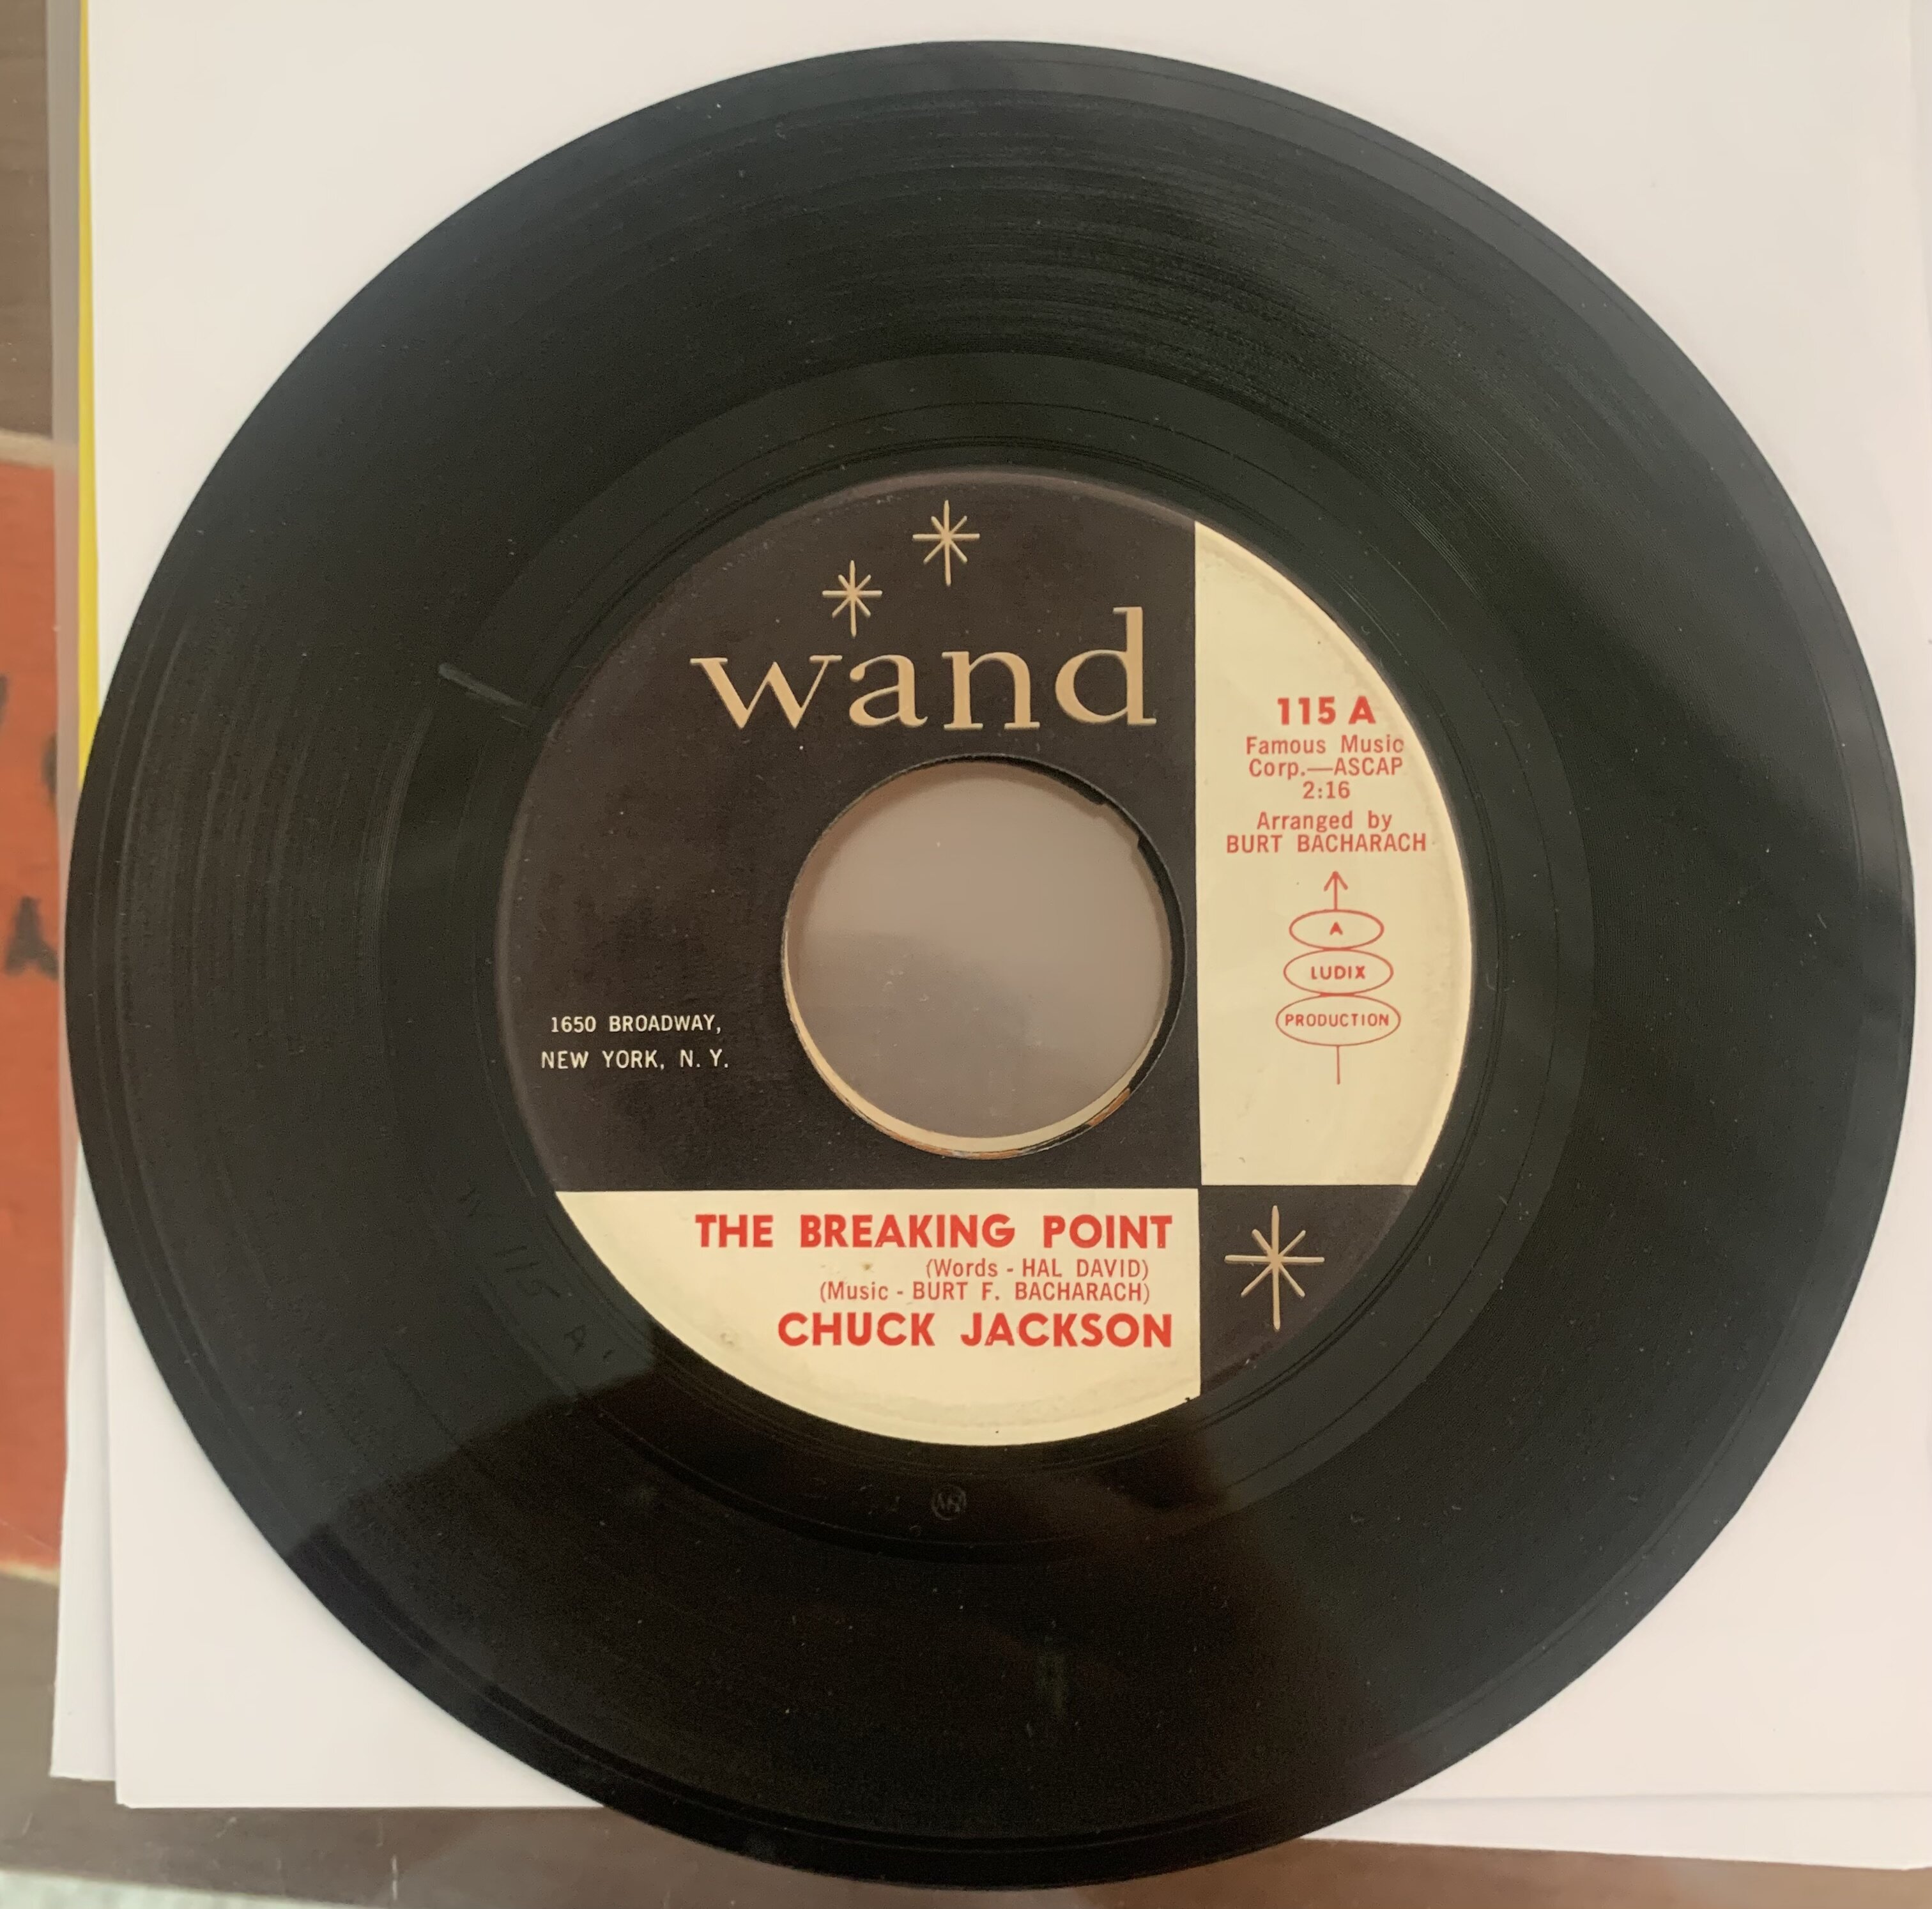 wand
115 A
Famous Music
Corp.—ASCAP
2:16
Arranged by
BURT BACHARACH
A
LUDIX
PRODUCTION
1650 BROADWAY,
NEW YORK, N. Y.
THE BREAKING POINT
(Words - HAL DAVID)
(Music - BURT F. BACHARACH)
CHUCK JACKSON
W 115 A